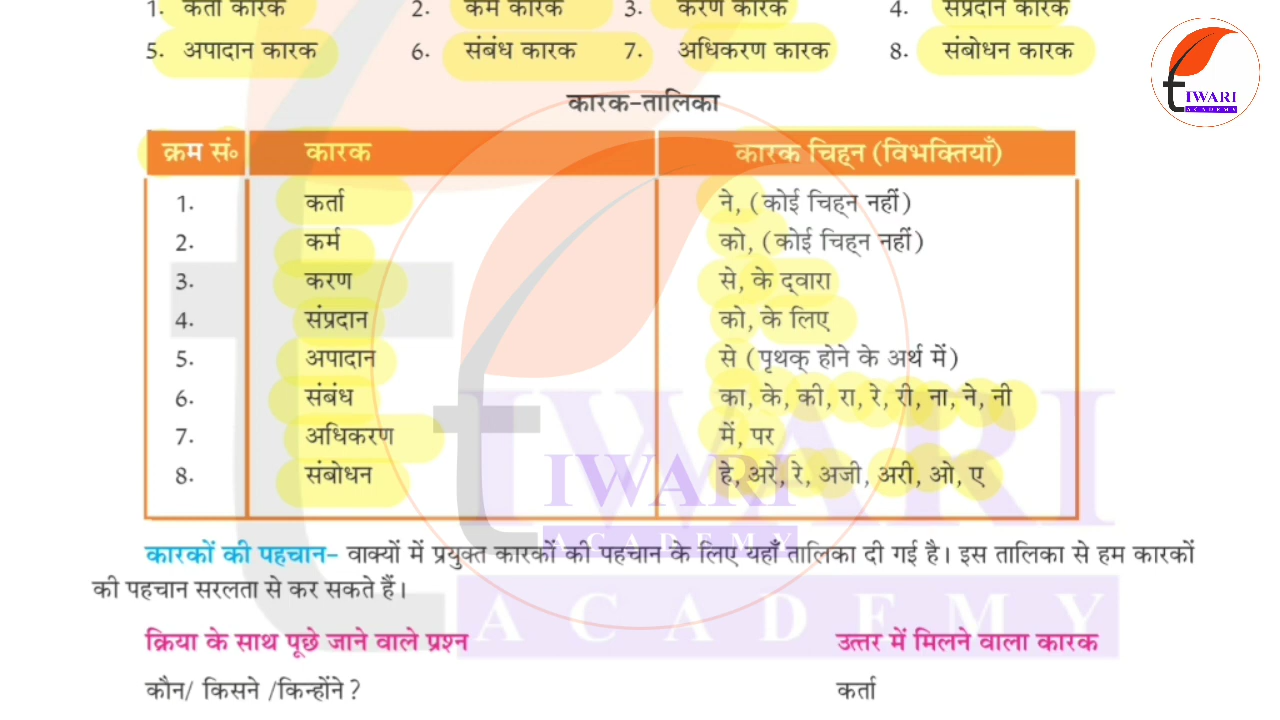 1. कर्ता कारक 2. कर्म कारक 3. करण कारक 4. संप्रदान कारक
5. अपादान कारक 6. संबंध कारक 7. अधिकरण कारक 8. संबोधन कारक
IWARI
ACADEMY
कारक-तालिका
क्रम सं॰ कारक कारक चिह्‌न (विभक्तियाँ)
1. कर्ता ने, (कोई चिह्‌न नहीं)
2. कर्म को, (कोई चिह्‌न नहीं)
3. करण से, के द्‌वारा
4. संप्रदान को, के लिए
5. अपादान से (पृथक् होने के अर्थ में)
6. संबंध का, के, की, रा, रे, री, ना, ने, नी
7. अधिकरण में, पर
8. संबोधन हे, अरे, रे, अजी, अरी, ओ, ए
IWARI
ACADEMY
कारकों की पहचान- वाक्यों में प्रयुक्त कारकों की पहचान के लिए यहाँ तालिका दी गई है। इस तालिका से हम कारकों
की पहचान सरलता से कर सकते हैं।
IWARI
ACADEMY
क्रिया के साथ पूछे जाने वाले प्रश्न उत्तर में मिलने वाला कारक
कौन/ किसने /किन्होंने? कर्ता